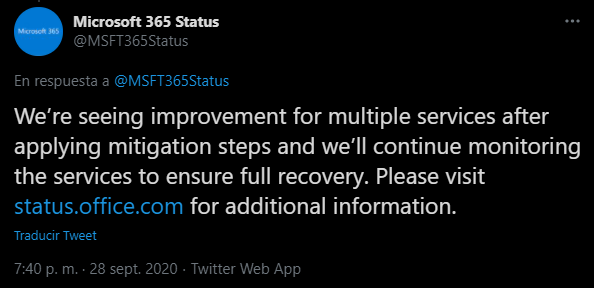 Microsoft 365
Microsoft 365 Status
@MSFT365Status
En respuesta a @MSFT365Status
We’re seeing improvement for multiple services after
applying mitigation steps and we’ll continue monitoring
the services to ensure full recovery. Please visit
status.office.com for additional information.
Traducir Tweet
7:40 p. m. · 28 sept. 2020 · Twitter Web App